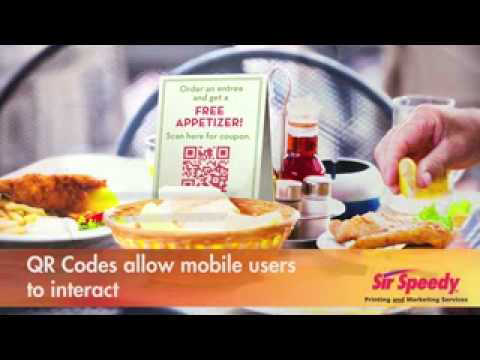 Order an entree
and get a
FREE
APPETIZER!
Scan here for coupon.
QR Codes allow mobile users
to interact
Sir Speedy
Printing and Marketing Services